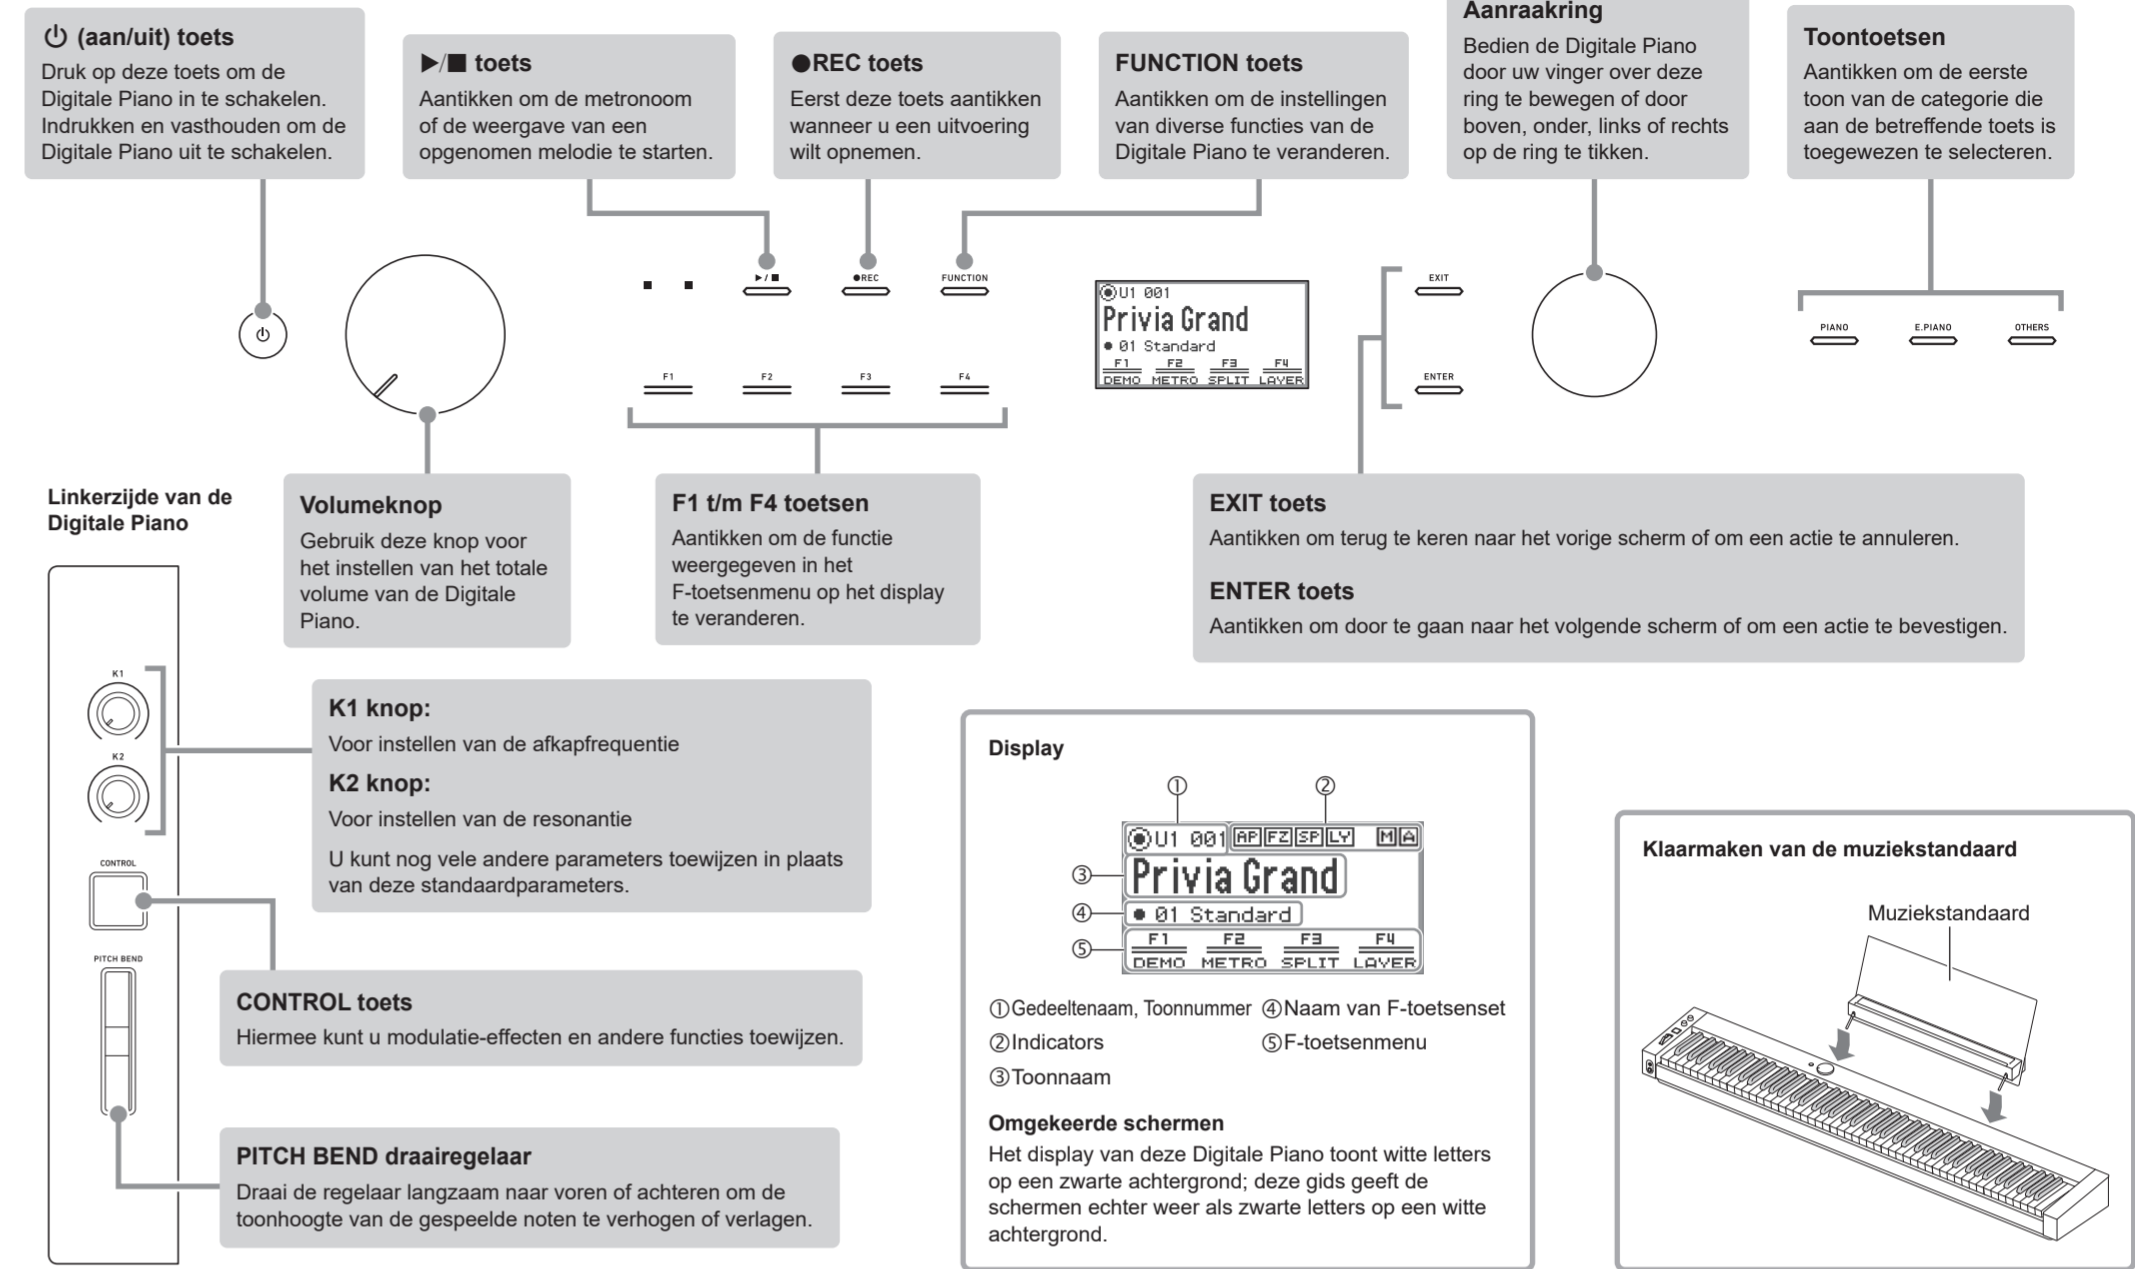 ⏻ (aan/uit) toets
Druk op deze toets om de
Digitale Piano in te schakelen.
Indrukken en vasthouden om de
Digitale Piano uit te schakelen.
▶/■ toets
Aantikken om de metronoom
of de weergave van een
opgenomen melodie te starten.
●REC toets
Eerst deze toets aantikken
wanneer u een uitvoering
wilt opnemen.
FUNCTION toets
Aantikken om de instellingen
van diverse functies van de
Digitale Piano te veranderen.
Aanraakring
Bedien de Digitale Piano
door uw vinger over deze
ring te bewegen of door
boven, onder, links of rechts
op de ring te tikken.
Toontoetsen
Aantikken om de eerste
toon van de categorie die
aan de betreffende toets is
toegewezen te selecteren.
▶/■
●REC
FUNCTION
F1
F2
F3
F4
U1 001
Privia Grand
● 01 Standard
F1 F2 F3 F4
DEMO METRO SPLIT LAYER
EXIT
ENTER
PIANO
E.PIANO
OTHERS
Linkerzijde van de
Digitale Piano
Volumeknop
Gebruik deze knop voor
het instellen van het totale
volume van de Digitale
Piano.
F1 t/m F4 toetsen
Aantikken om de functie
weergegeven in het
F-toetsenmenu op het display
te veranderen.
EXIT toets
Aantikken om terug te keren naar het vorige scherm of om een actie te annuleren.
ENTER toets
Aantikken om door te gaan naar het volgende scherm of om een actie te bevestigen.
K1
K2
CONTROL
PITCH BEND
K1 knop:
Voor instellen van de afkapfrequentie
K2 knop:
Voor instellen van de resonantie
U kunt nog vele andere parameters toewijzen in plaats
van deze standaardparameters.
CONTROL toets
Hiermee kunt u modulatie-effecten en andere functies toewijzen.
PITCH BEND draairegelaar
Draai de regelaar langzaam naar voren of achteren om de
toonhoogte van de gespeelde noten te verhogen of verlagen.
Display
① ②
U1 001 AP FZ SP LY M A
③ Privia Grand
④ ● 01 Standard
⑤ F1 F2 F3 F4
DEMO METRO SPLIT LAYER
①Gedeeltenaam, Toonnummer ④Naam van F-toetsenset
②Indicators ⑤F-toetsenmenu
③Toonnaam
Omgekeerde schermen
Het display van deze Digitale Piano toont witte letters
op een zwarte achtergrond; deze gids geeft de
schermen echter weer als zwarte letters op een witte
achtergrond.
Klaarmaken van de muziekstandaard
Muziekstandaard